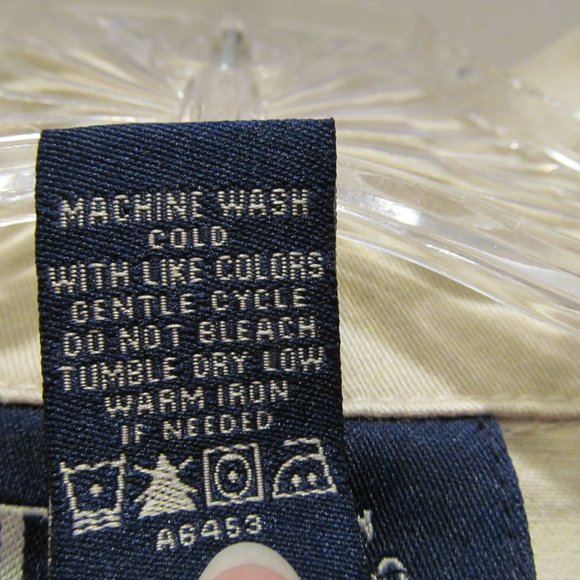 MACHINE WASH
COLD
WITH LIKE COLORS
GENTLE CYCLE
DO NOT BLEACH
TUMBLE DRY LOW
WARM IRON
IF NEEDED
A6453